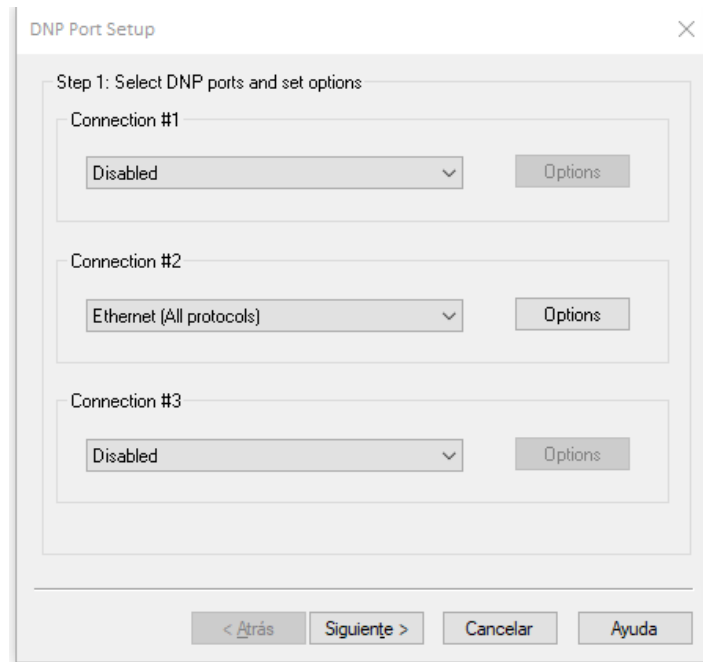 DNP Port Setup
Step 1: Select DNP ports and set options
Connection #1
Disabled
Options
Connection #2
Ethernet (All protocols)
Options
Connection #3
Disabled
Options
< Atrás
Siguiente >
Cancelar
Ayuda